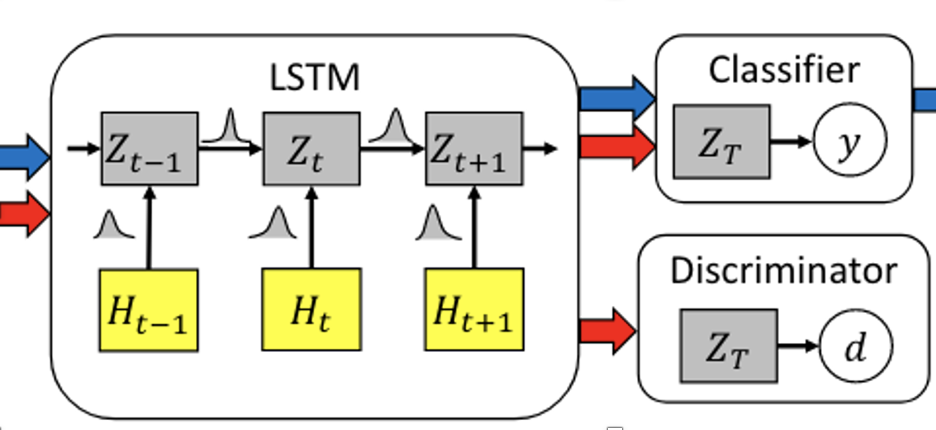 LSTM
Z_{t-1} Z_t Z_{t+1}
H_{t-1} H_t H_{t+1}
Classifier
Z_T y
Discriminator
Z_T d